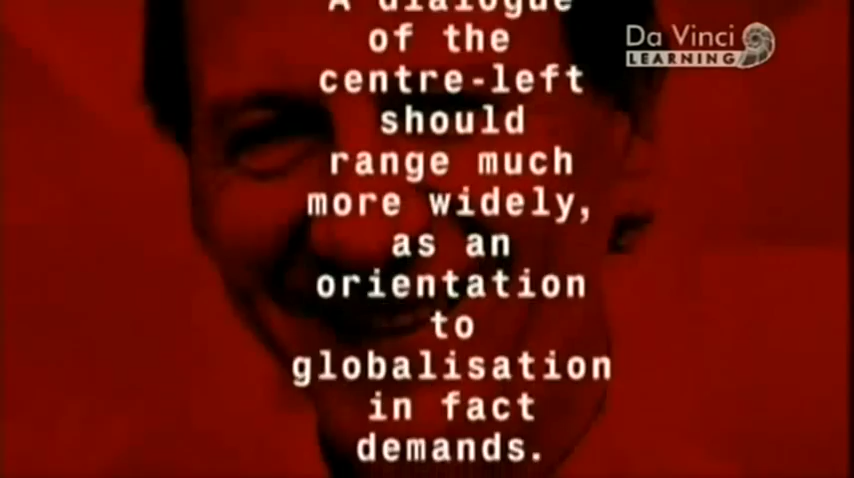 A dialogue
of the
centre-left
should
range much
more widely,
as an
orientation
to
globalisation
in fact
demands.
Da Vinci
LEARNING